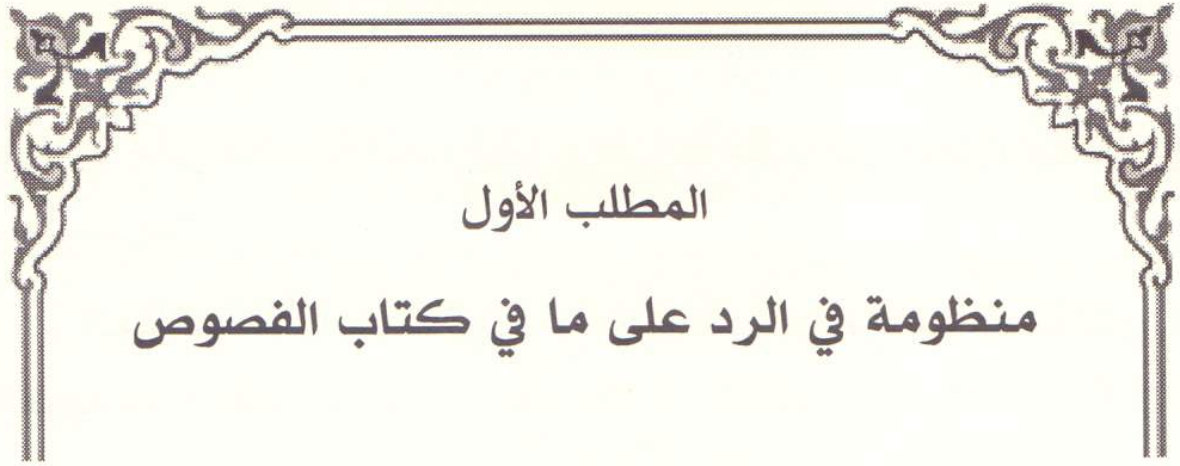 المطلب الأول
منظومة في الرد على ما في كتاب الفصوص